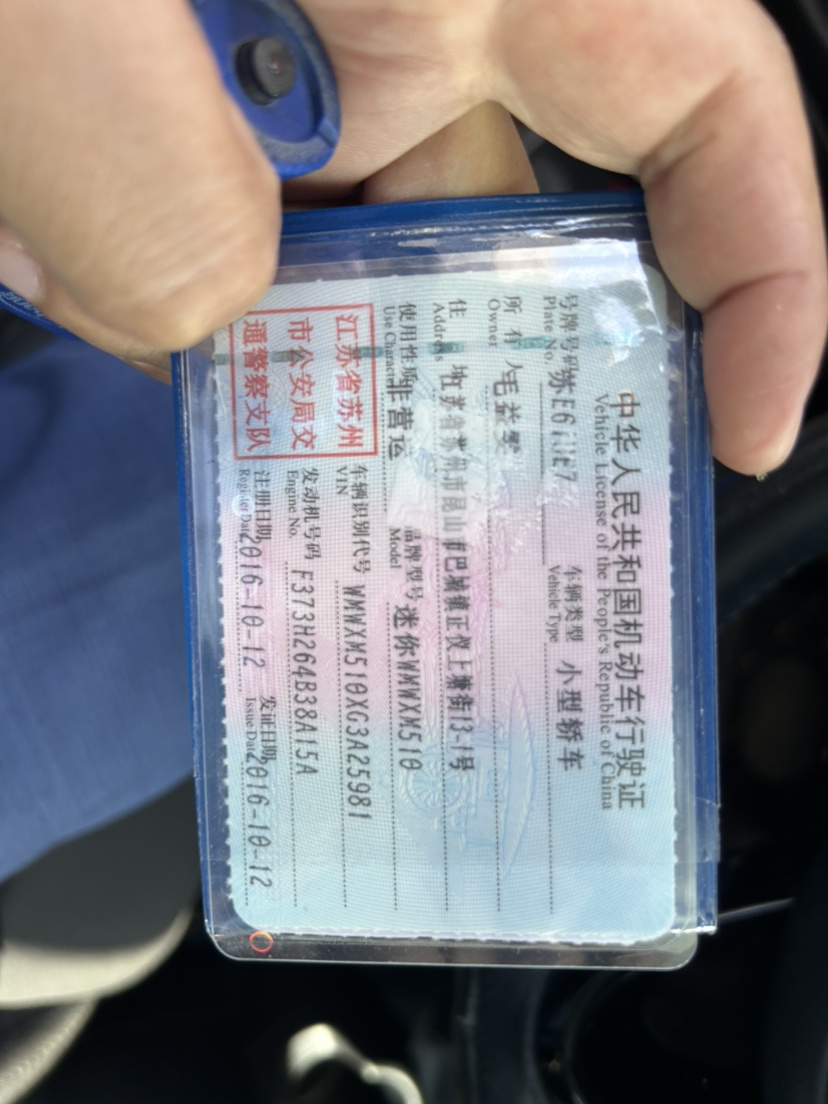 中华人民共和国机动车行驶证
Vehicle License of the People's Republic of China
号牌号码
Plate No.
车辆类型 小型轿车
Vehicle Type
所有人
Owner
住 址 江苏省苏州市昆山市巴城镇正仪上塘街13-1号
Address
使用性质 非营运
Use Character
品牌型号 迷你WMWXM510
Model
江苏省苏州
市公安局交
通警察支队
车辆识别代号 WMWXM510XG3A25981
VIN
发动机号码 F373H264B38A15A
Engine No.
注册日期 2016-10-12
Register Date
发证日期 2016-10-12
Issue Date